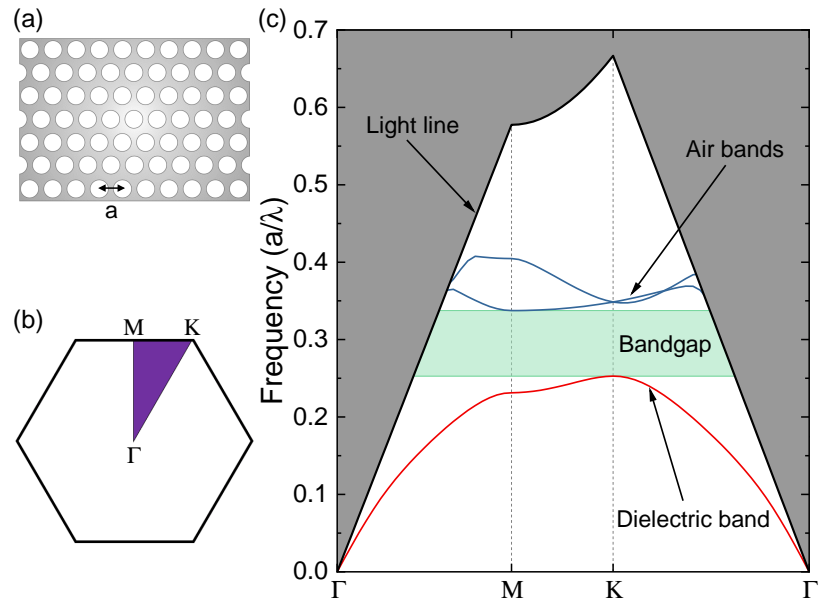 (a)
a
(b)
M
K
Γ
(c)
Frequency (a/λ)
0.7
0.6
0.5
0.4
0.3
0.2
0.1
0.0
Light line
Air bands
Bandgap
Dielectric band
Γ
M
K
Γ